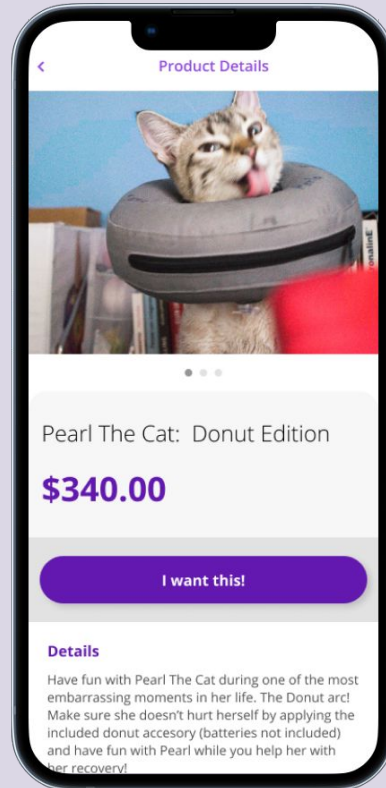 Product Details
Pearl The Cat: Donut Edition
$340.00
I want this!
Details
Have fun with Pearl The Cat during one of the most
embarrassing moments in her life. The Donut arc!
Make sure she doesn't hurt herself by applying the
included donut accesory (batteries not included)
and have fun with Pearl while you help her with
her recovery!